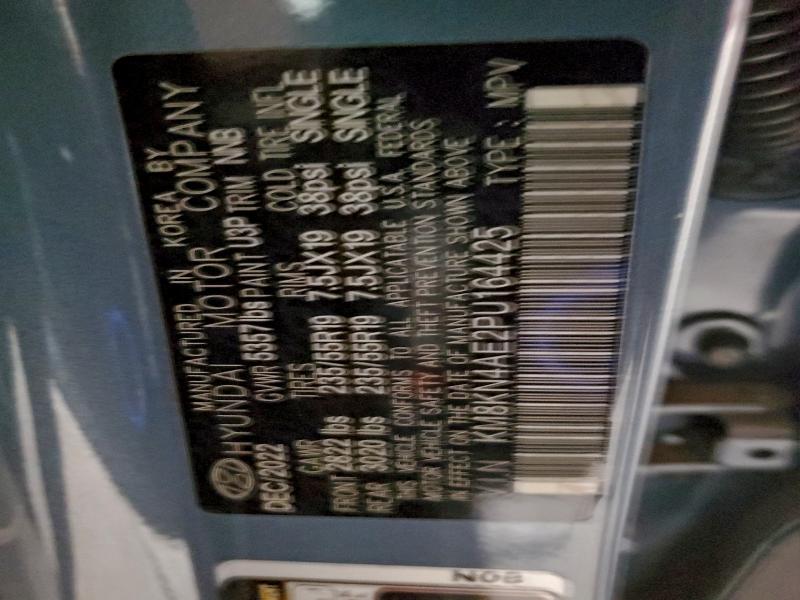 MANUFACTURED IN KOREA BY
HYUNDAI MOTOR COMPANY
DEC/2022 GVWR 5357lbs PAINT U3P TRIM NNB
GAWR TIRES RIMS COLD TIRE INFL
FRONT 2822 lbs 235/55R19 7.5JX19 38psi SINGLE
REAR 3020 lbs 235/55R19 7.5JX19 38psi SINGLE
THIS VEHICLE CONFORMS TO ALL APPLICABLE U.S.A. FEDERAL
MOTOR VEHICLE SAFETY AND THEFT PREVENTION STANDARDS
IN EFFECT ON THE DATE OF MANUFACTURE SHOWN ABOVE
V.I.N KM8KN4AE2PU164425 TYPE : MPV